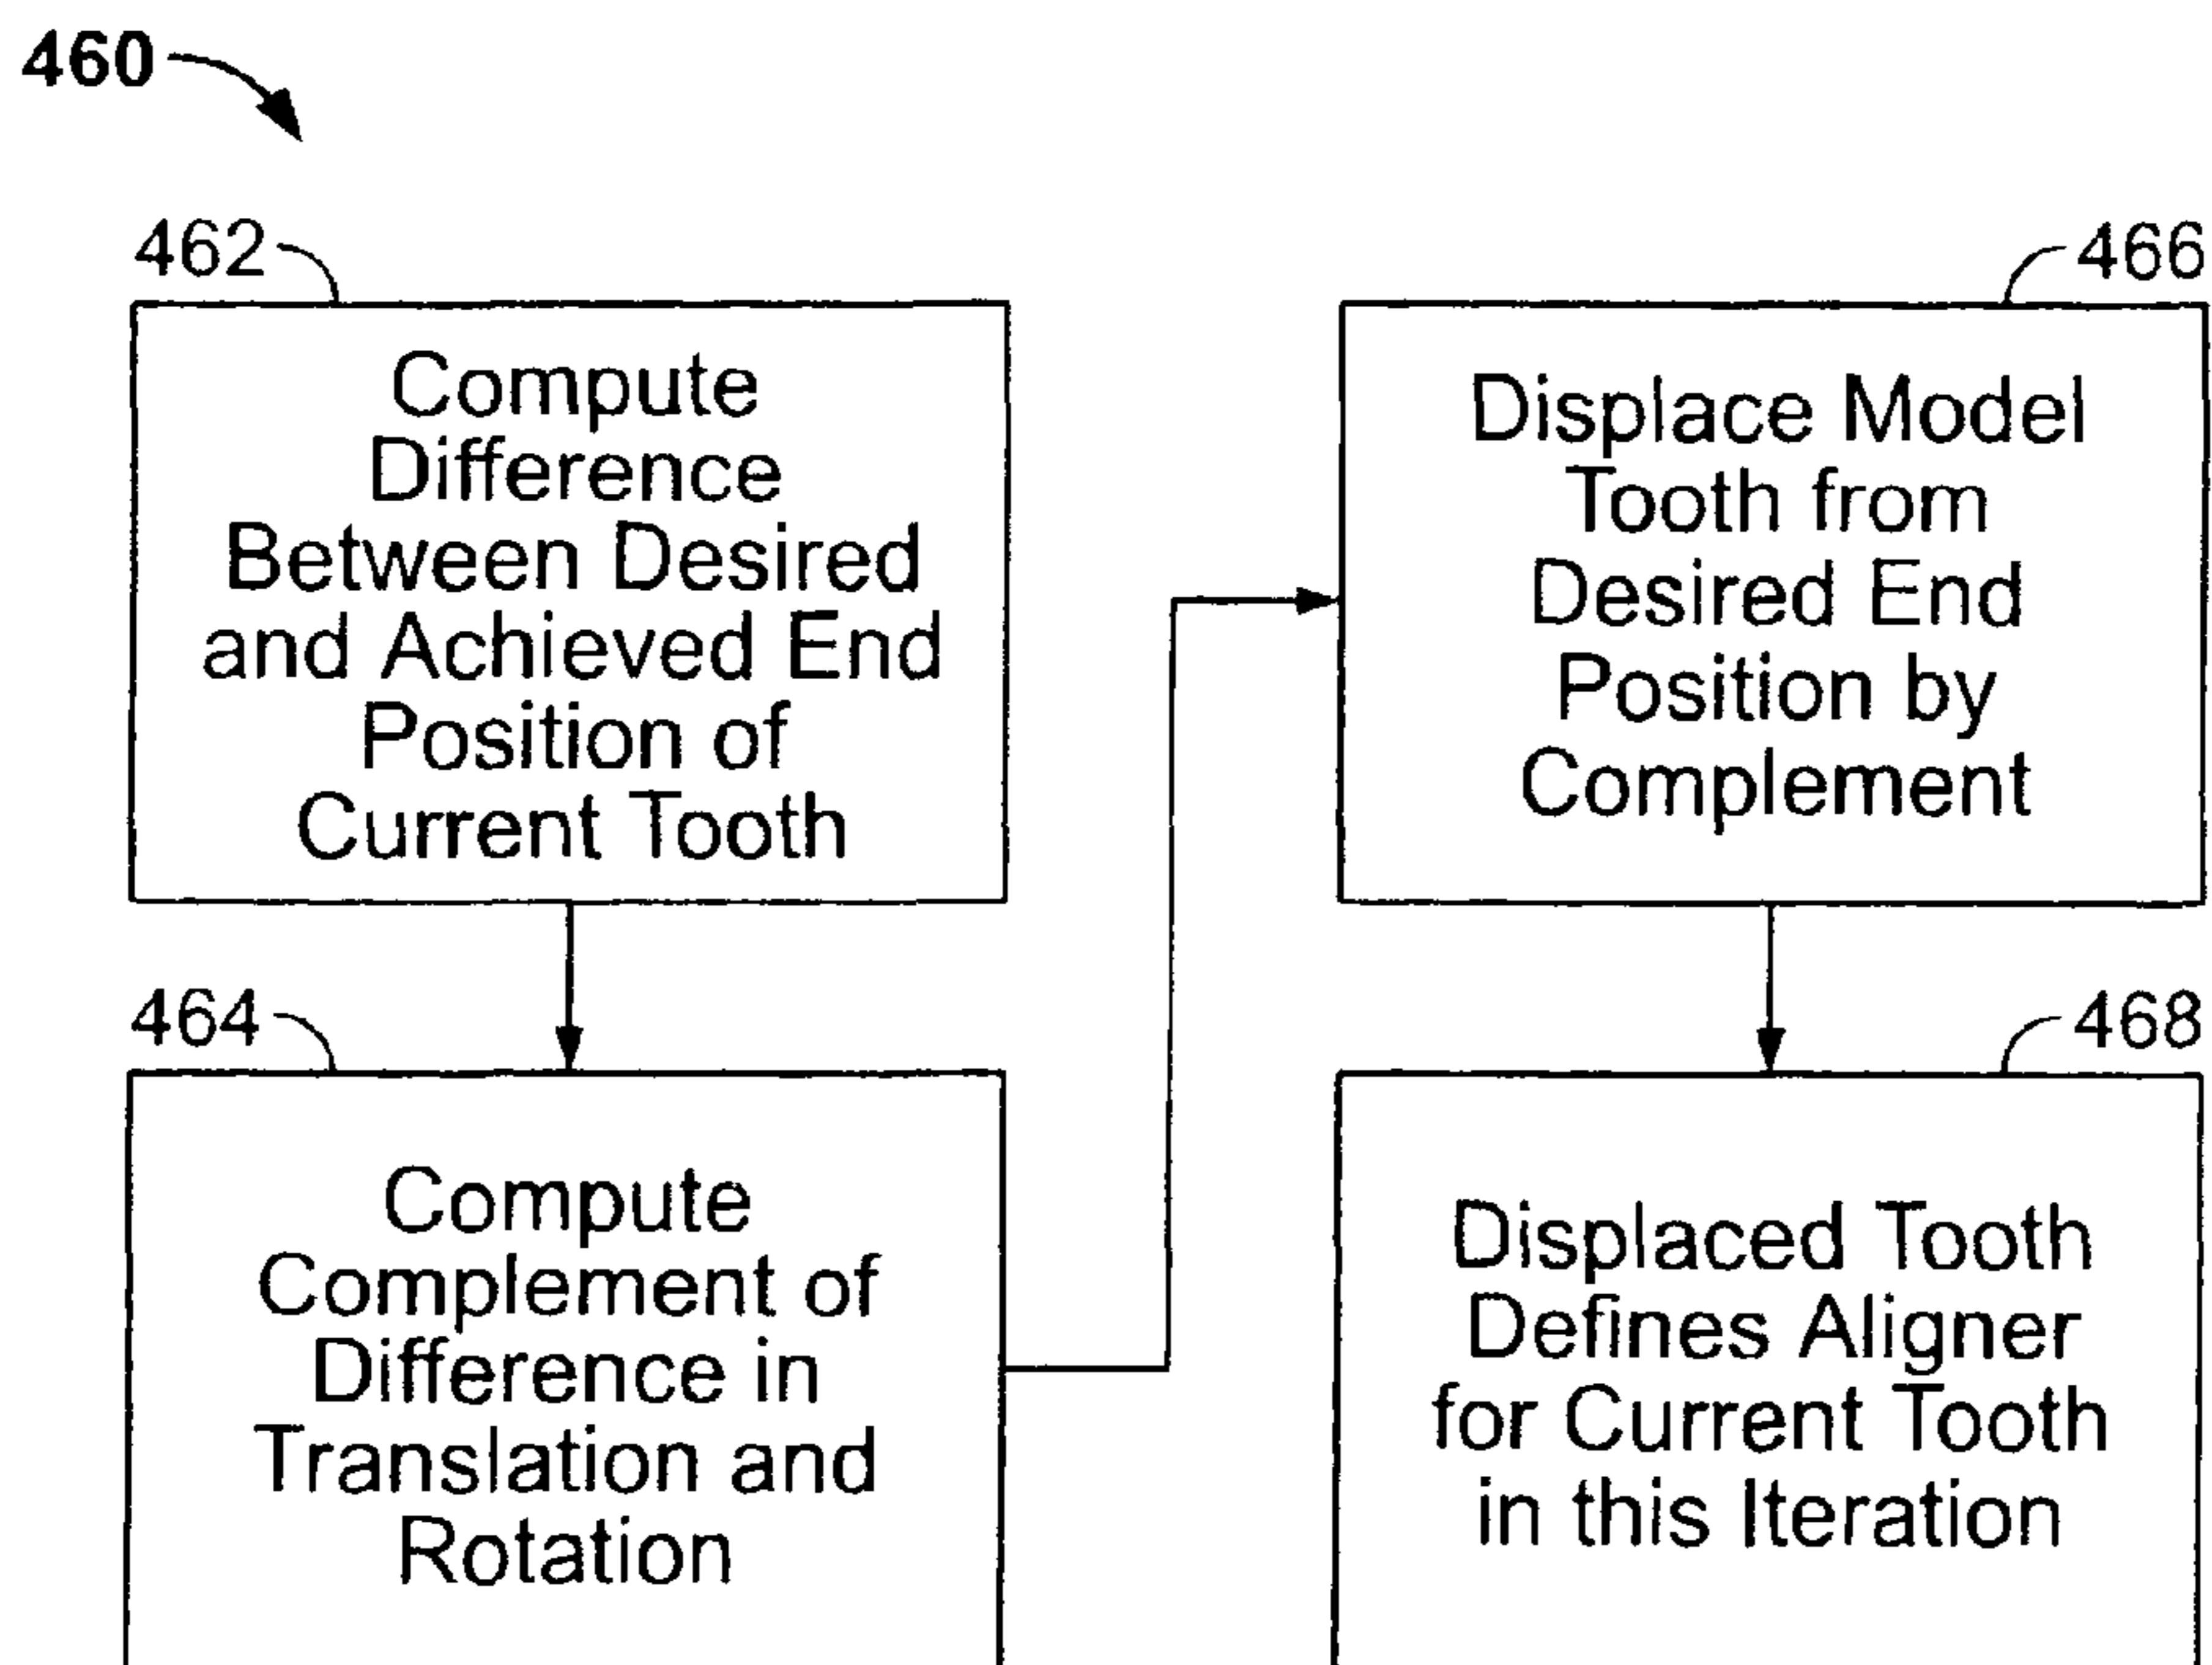 460
462
Compute
Difference
Between Desired
and Achieved End
Position of
Current Tooth
464
Compute
Complement of
Difference in
Translation and
Rotation
466
Displace Model
Tooth from
Desired End
Position by
Complement
468
Displaced Tooth
Defines Aligner
for Current Tooth
in this Iteration